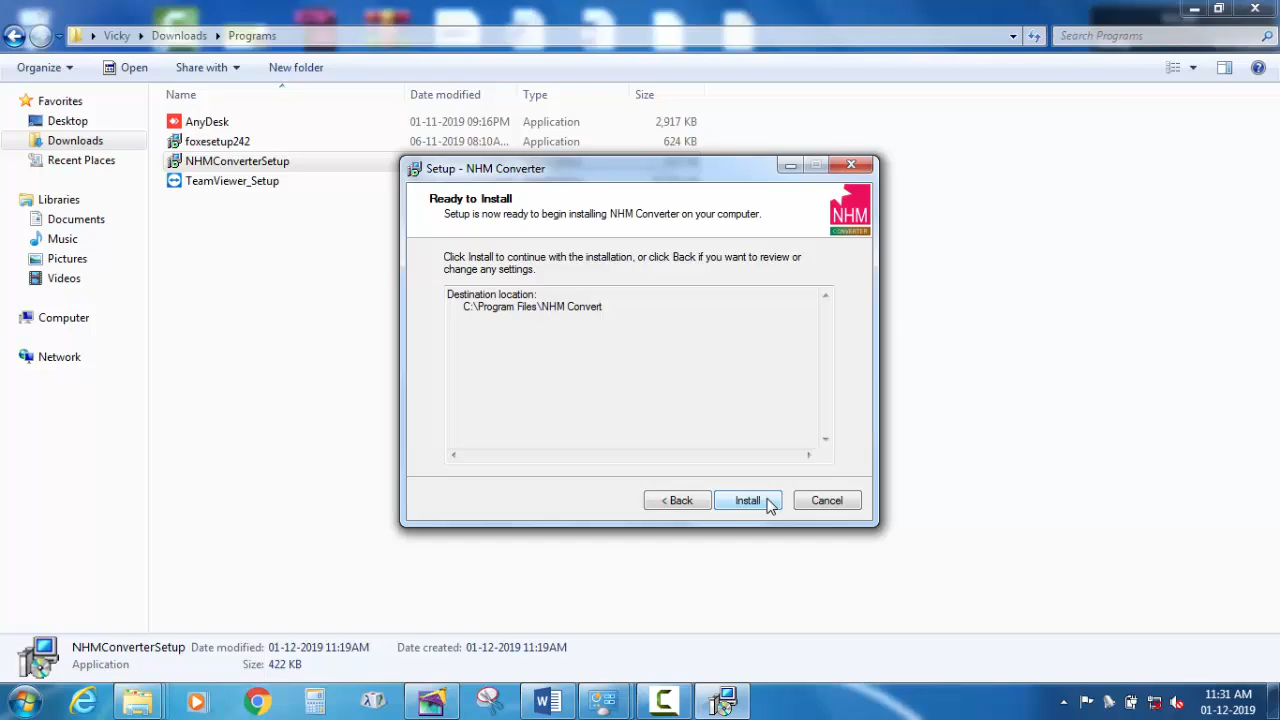 Vicky Downloads Programs
Search Programs
Organize Open Share with New folder
Name Date modified Type Size
Favorites
Desktop
Downloads
Recent Places
Libraries
Documents
Music
Pictures
Videos
Computer
Network
AnyDesk 01-11-2019 09:16PM Application 2,917 KB
foxesetup242 06-11-2019 08:10A... Application 624 KB
NHMConverterSetup
TeamViewer_Setup
Setup - NHM Converter
Ready to Install
Setup is now ready to begin installing NHM Converter on your computer.
NHM
CONVERTER
Click Install to continue with the installation, or click Back if you want to review or
change any settings.
Destination location:
C:\Program Files\NHM Convert
< Back Install Cancel
NHMConverterSetup Date modified: 01-12-2019 11:19AM Date created: 01-12-2019 11:19AM
Application Size: 422 KB
11:31 AM
01-12-2019